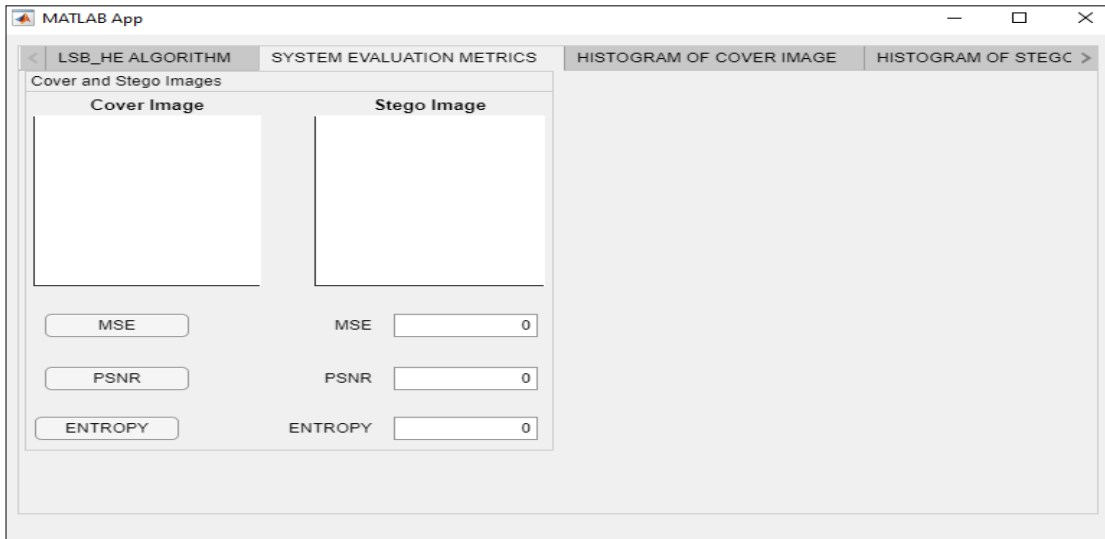 MATLAB App
< LSB_HE ALGORITHM SYSTEM EVALUATION METRICS HISTOGRAM OF COVER IMAGE HISTOGRAM OF STEGC >
Cover and Stego Images
Cover Image Stego Image
MSE MSE 0
PSNR PSNR 0
ENTROPY ENTROPY 0